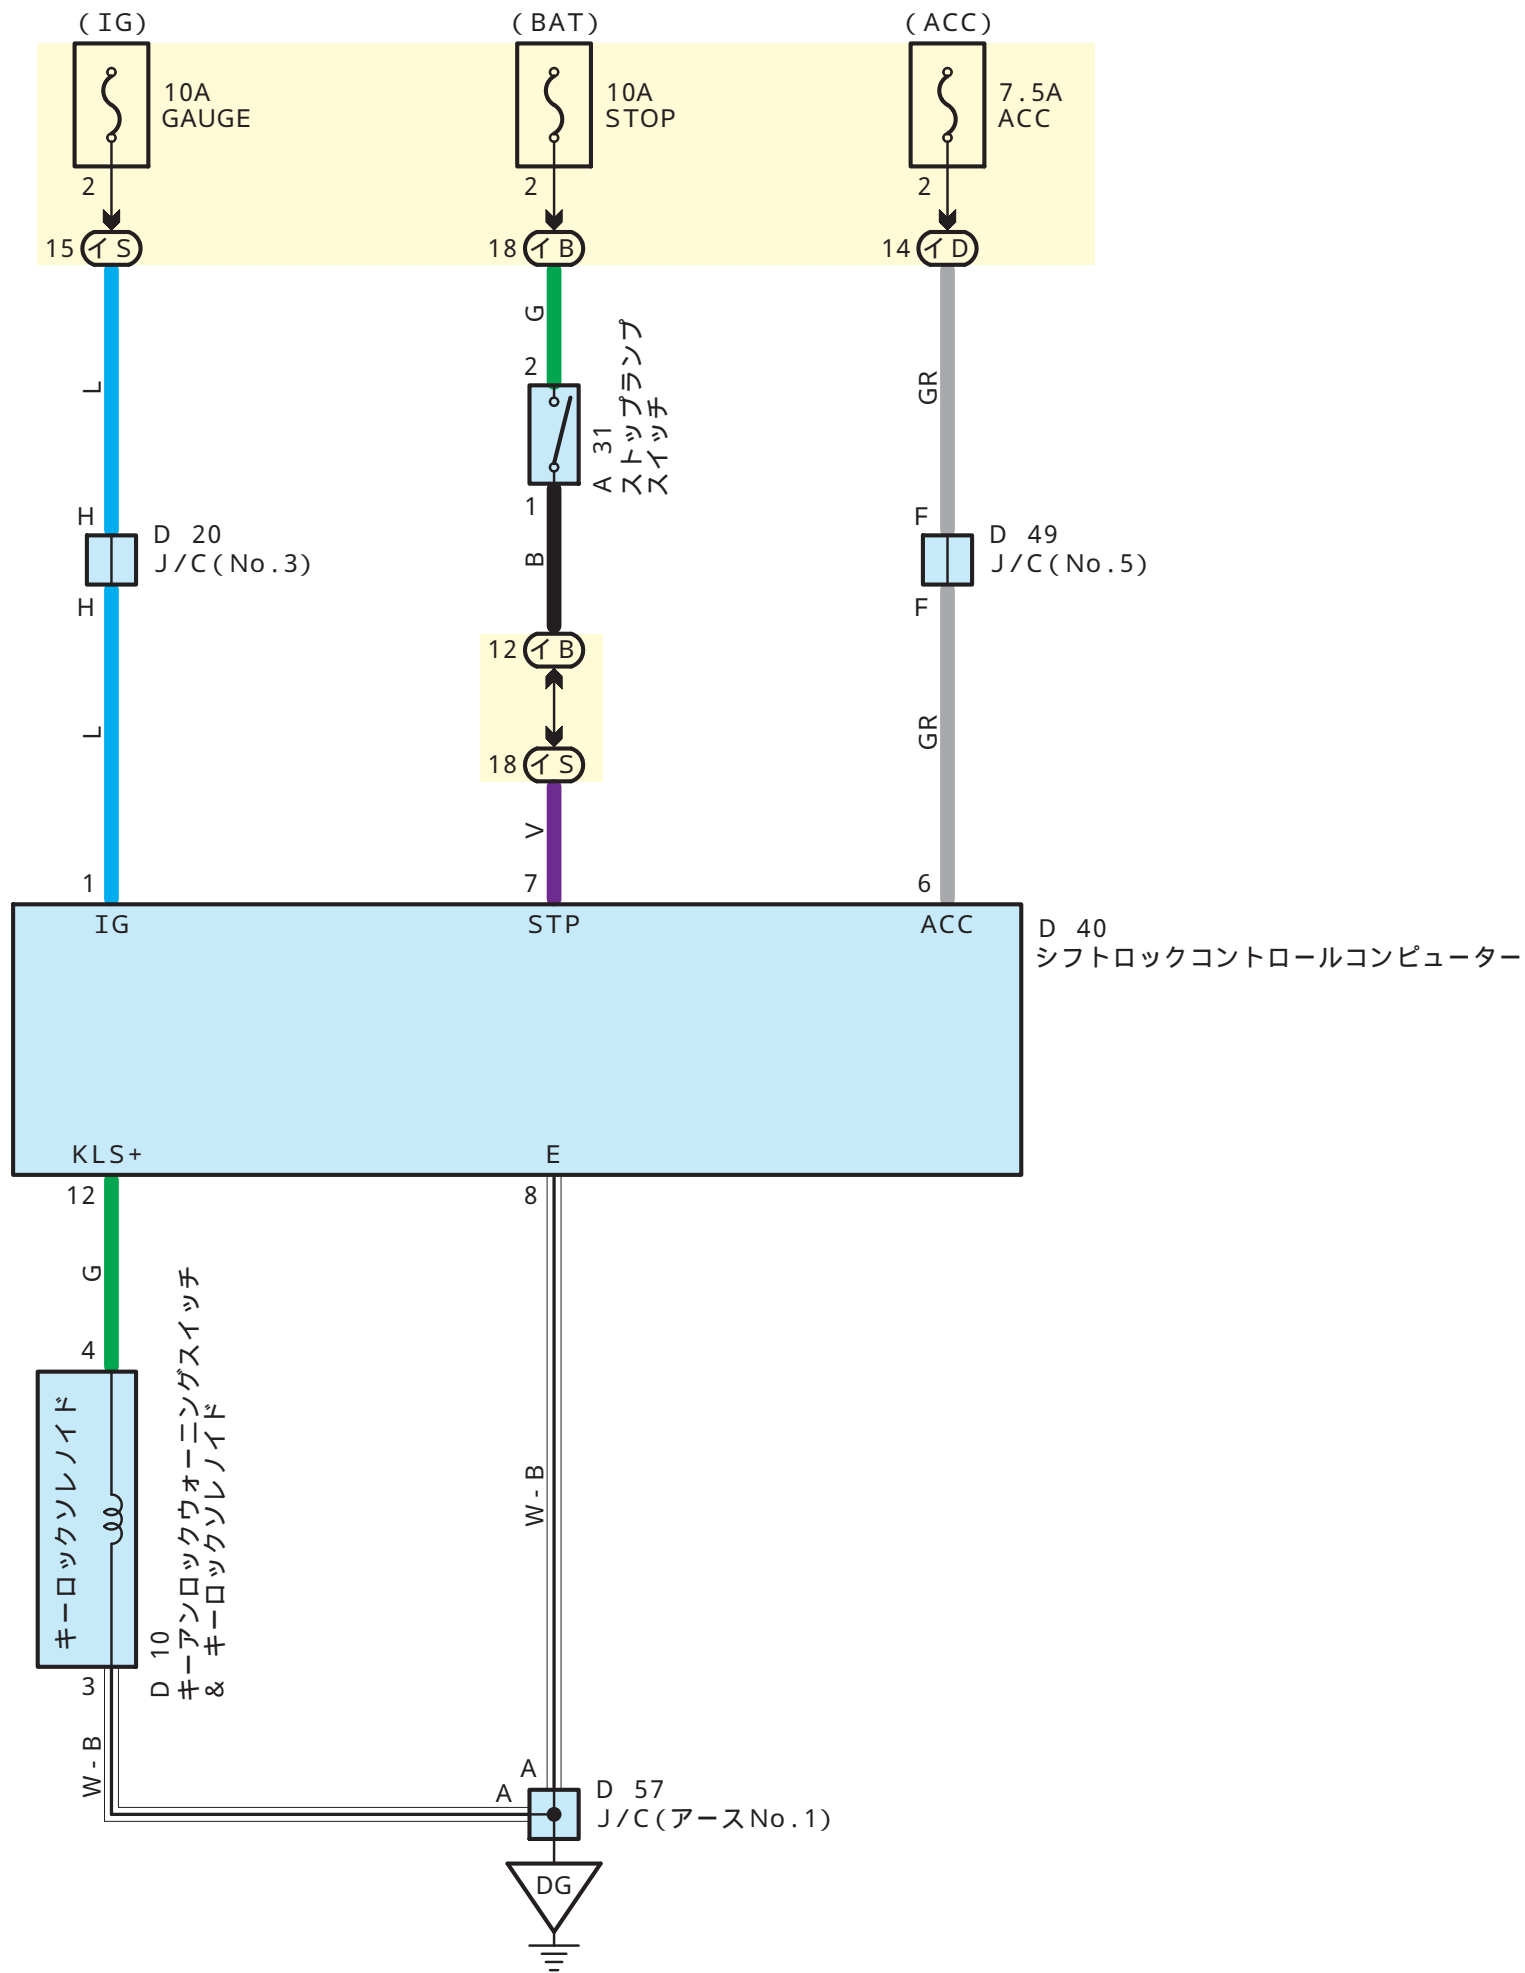 (IG)
(BAT)
(ACC)
10A
GAUGE
10A
STOP
7.5A
ACC
2
2
2
15 イS
18 イB
14 イD
L
G
GR
2
A 31
ストップランプ
スイッチ
1
B
H
D 20
J/C(No.3)
H
F
D 49
J/C(No.5)
F
12 イB
18 イS
L
V
GR
1
7
6
IG
STP
ACC
D 40
シフトロックコントロールコンピューター
KLS+
E
12
8
G
4
キーロックソレノイド
D 10
キーアンロックウォーニングスイッチ
& キーロックソレノイド
3
W-B
W-B
A
A
D 57
J/C(アースNo.1)
DG